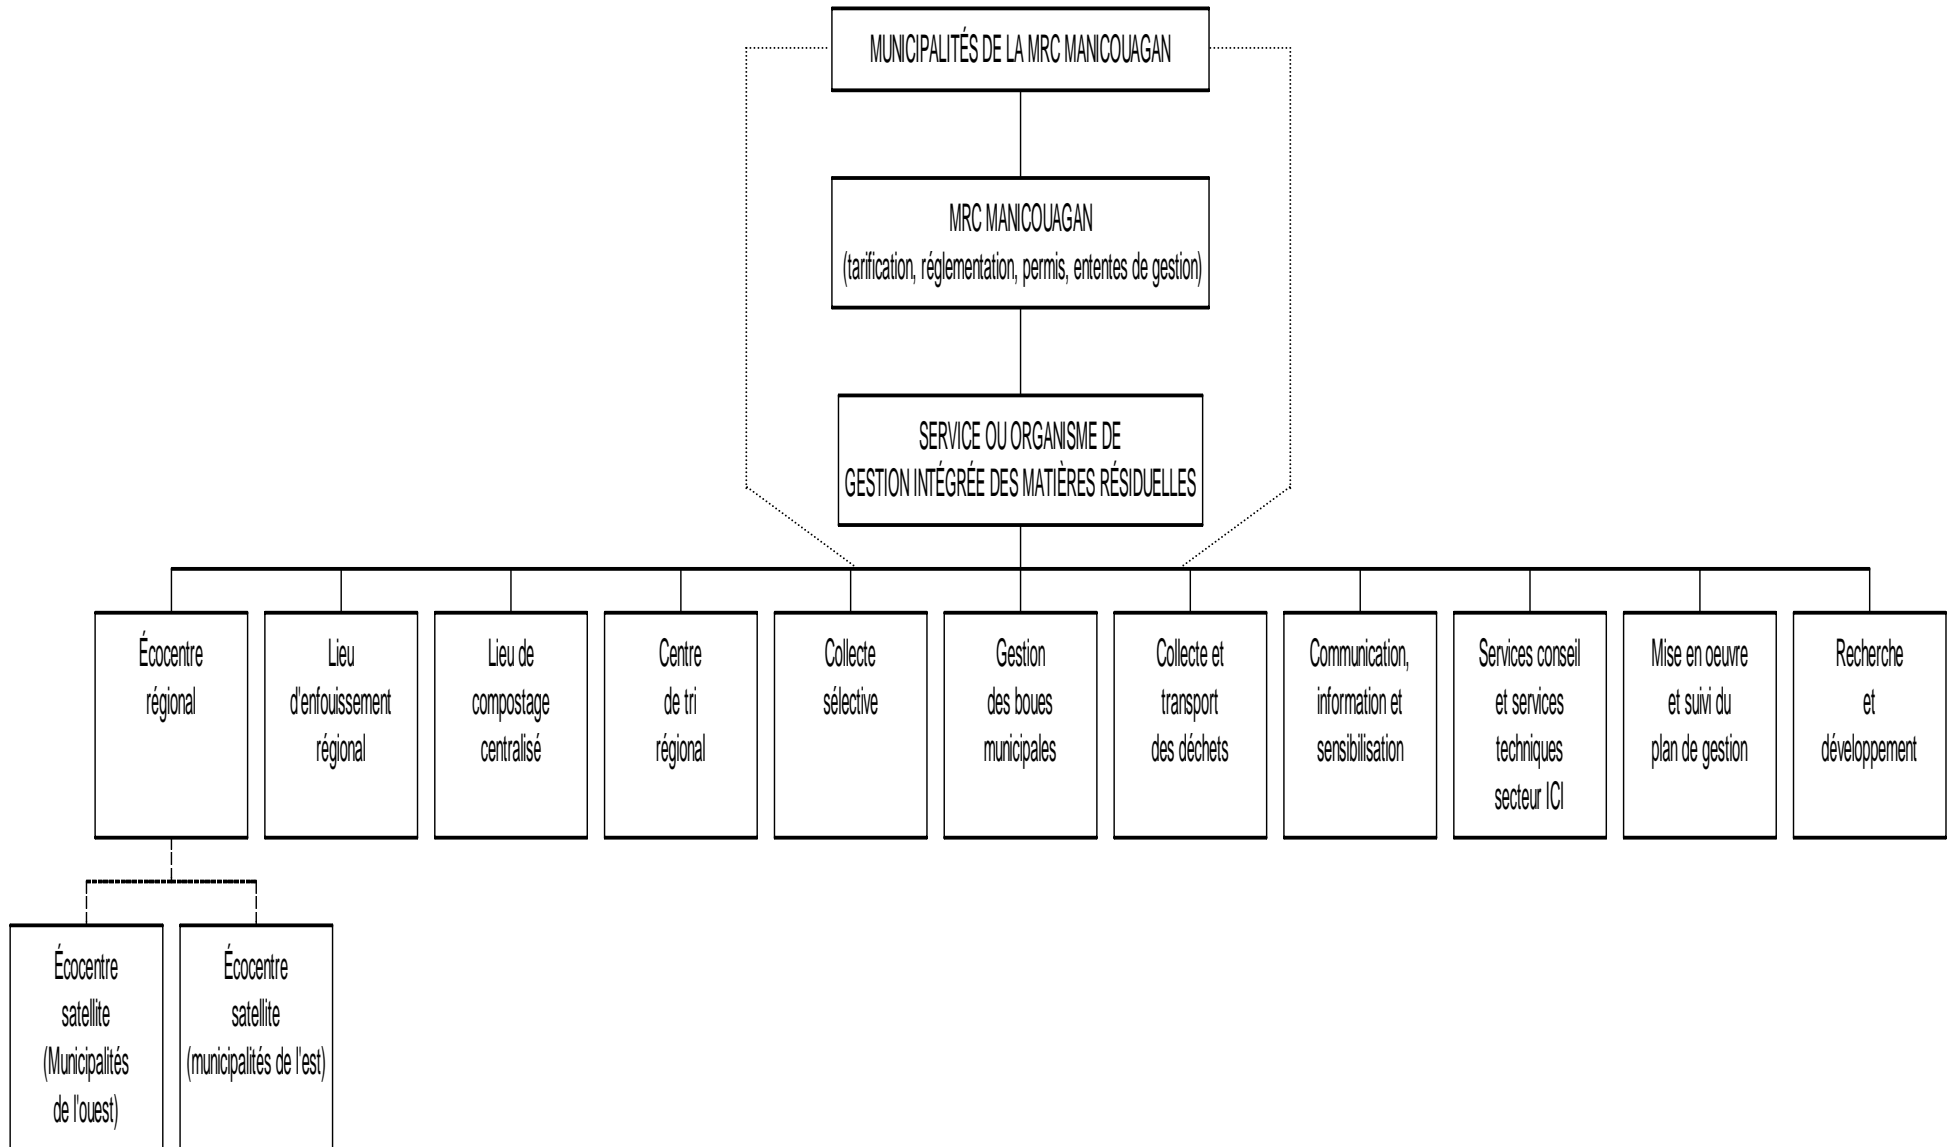 MUNICIPALITÉS DE LA MRC MANICOUAGAN
MRC MANICOUAGAN
(tarification, réglementation, permis, ententes de gestion)
SERVICE OU ORGANISME DE
GESTION INTÉGRÉE DES MATIÈRES RÉSIDUELLES
Écocentre
régional
Lieu
d'enfouissement
régional
Lieu de
compostage
centralisé
Centre
de tri
régional
Collecte
sélective
Gestion
des boues
municipales
Collecte et
transport
des déchets
Communication,
information et
sensibilisation
Services conseil
et services
techniques
secteur ICI
Mise en oeuvre
et suivi du
plan de gestion
Recherche
et
développement
Écocentre
satellite
(Municipalités
de l'ouest)
Écocentre
satellite
(municipalités de l'est)